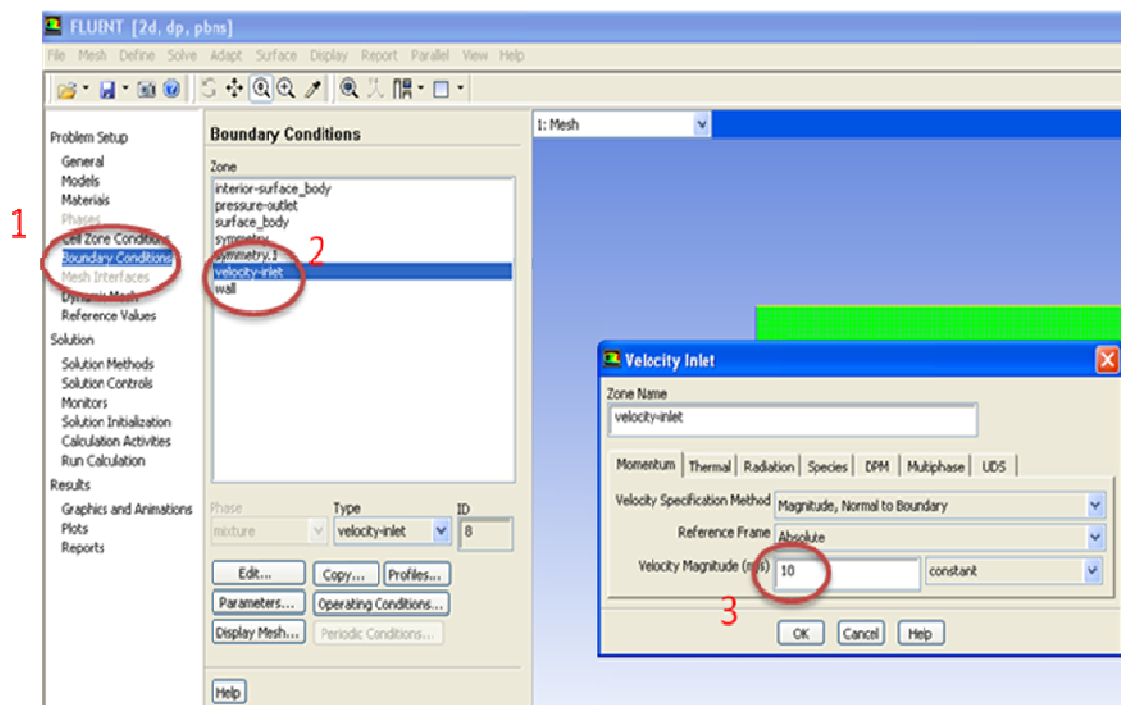 FLUENT [2d, dp, pbns]
File Mesh Define Solve Adapt Surface Display Report Parallel View Help
Problem Setup
General
Models
Materials
Phases
Cell Zone Conditions
Boundary Conditions
Mesh Interfaces
Dynamic Mesh
Reference Values
Solution
Solution Methods
Solution Controls
Monitors
Solution Initialization
Calculation Activities
Run Calculation
Results
Graphics and Animations
Plots
Reports
1
Boundary Conditions
Zone
interior-surface_body
pressure-outlet
surface_body
symmetry
symmetry.1
velocity-inlet
wall
2
Phase Type ID
mixture velocity-inlet 8
Edit... Copy... Profiles...
Parameters... Operating Conditions...
Display Mesh... Periodic Conditions...
Help
1: Mesh
Velocity Inlet
Zone Name
velocity-inlet
Momentum Thermal Radiation Species DPM Multiphase UDS
Velocity Specification Method Magnitude, Normal to Boundary
Reference Frame Absolute
Velocity Magnitude (m/s) 10 constant
3
OK Cancel Help